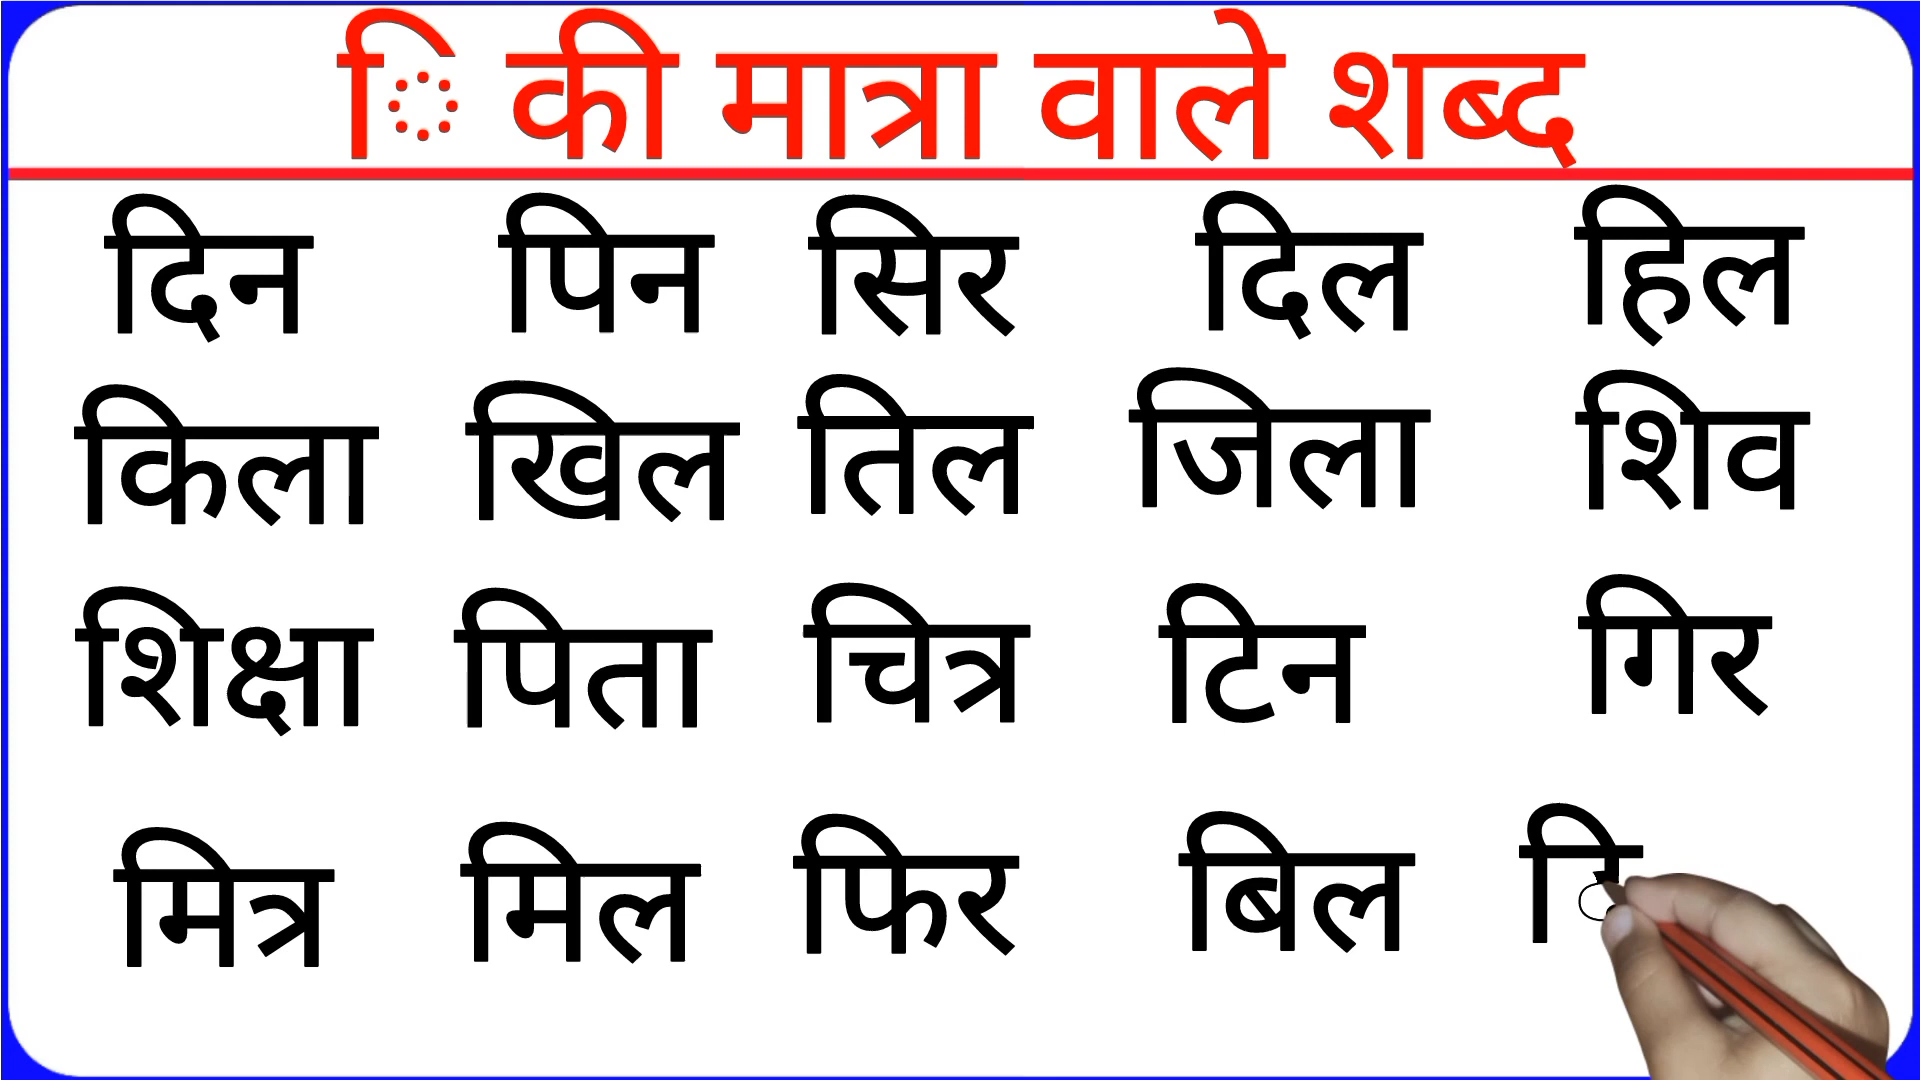 ि की मात्रा वाले शब्द
दिन पिन सिर दिल हिल
किला खिल तिल जिला शिव
शिक्षा पिता चित्र टिन गिर
मित्र मिल फिर बिल